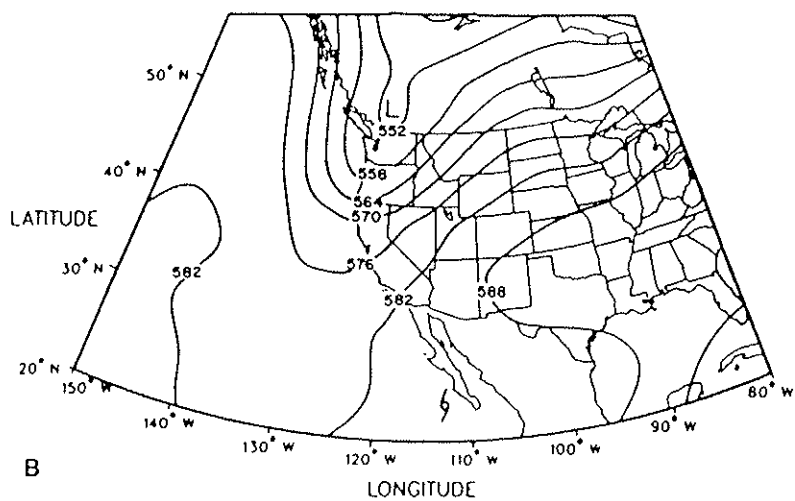 50° N
40° N
LATITUDE
30° N
20° N
150° W
140° W
130° W
120° W
110° W
100° W
90° W
80° W
LONGITUDE
L
552
558
564
570
576
582
582
588
B